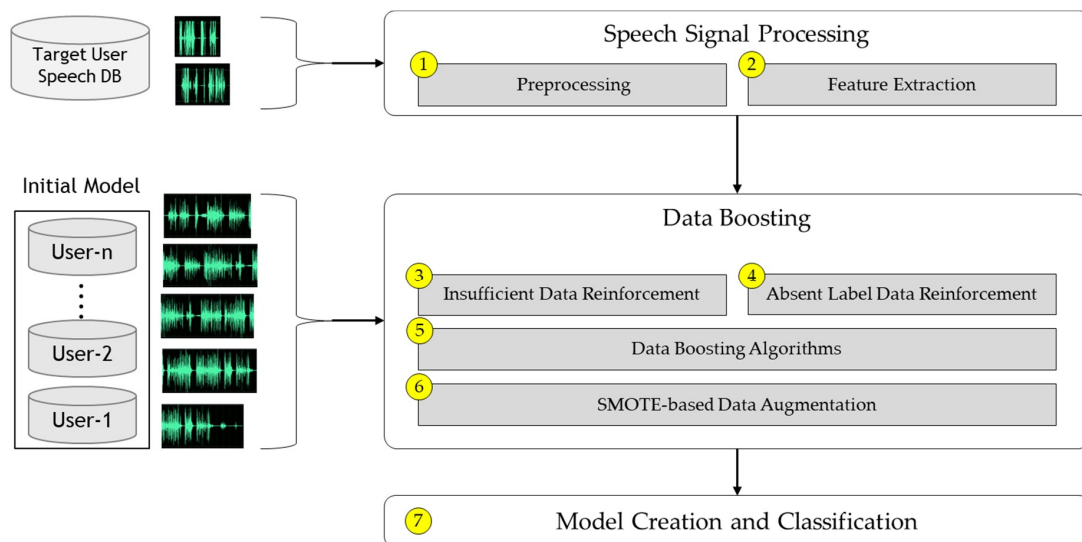 Target User
Speech DB
Speech Signal Processing
1
Preprocessing
2
Feature Extraction
Initial Model
User-n
User-2
User-1
Data Boosting
3
Insufficient Data Reinforcement
4
Absent Label Data Reinforcement
5
Data Boosting Algorithms
6
SMOTE-based Data Augmentation
7
Model Creation and Classification